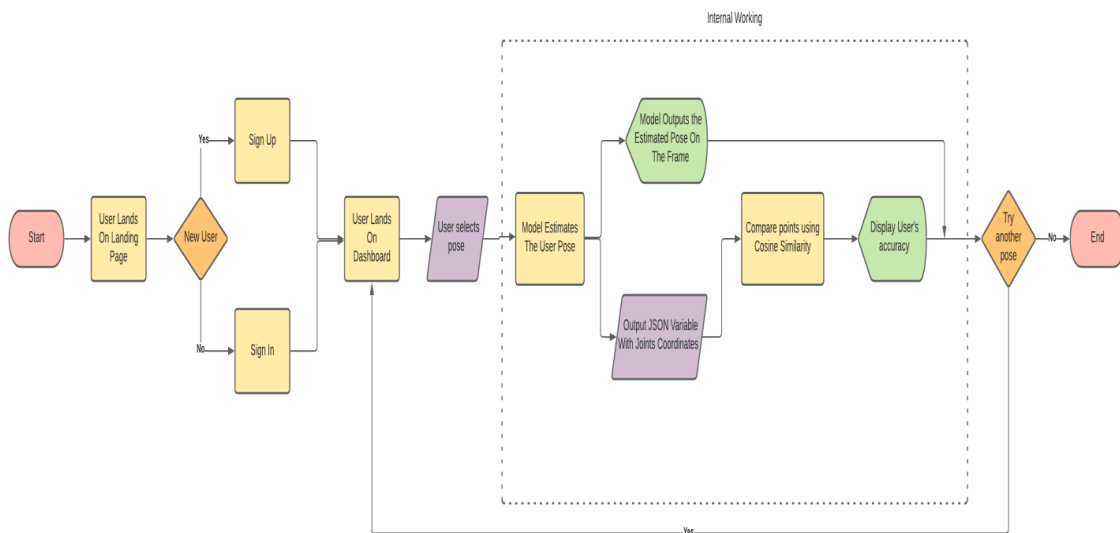 Internal Working
Start
User Lands
On Landing
Page
New User
Yes
Sign Up
No
Sign In
User Lands
On
Dashboard
User selects
pose
Model Estimates
The User Pose
Model Outputs the
Estimated Pose On
The Frame
Output JSON Variable
With Joints Coordinates
Compare points using
Cosine Similarity
Display User's
accuracy
Try
another
pose
No
End
Yes